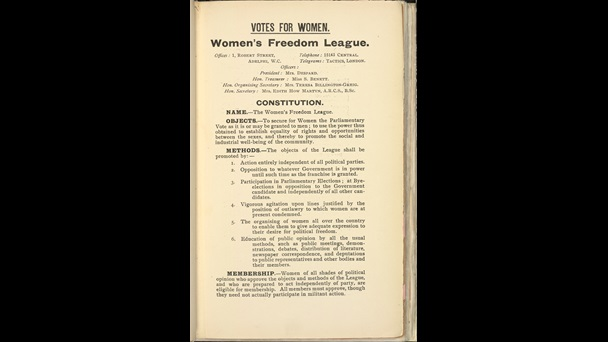 VOTES FOR WOMEN.
Women's Freedom League.
Office: 1, Robert Street, Telephone: 15143 Central.
Adelphi, W.C. Telegrams: Tactics, London.
Officers:
President: Mrs. Despard.
Hon. Treasurer: Miss S. Benett.
Hon. Organising Secretary: Mrs. Teresa Billington-Greig.
Hon. Secretary: Mrs. Edith How Martyn, A.R.C.S., B.Sc.
CONSTITUTION.
NAME.—The Women's Freedom League.
OBJECTS.—To secure for Women the Parliamentary
Vote as it is or may be granted to men; to use the power thus
obtained to establish equality of rights and opportunities
between the sexes, and thereby to promote the social and
industrial well-being of the community.
METHODS.—The objects of the League shall be
promoted by:—
1. Action entirely independent of all political parties.
2. Opposition to whatever Government is in power
until such time as the franchise is granted.
3. Participation in Parliamentary Elections; at Bye-
elections in opposition to the Government
candidate and independently of all other can-
didates.
4. Vigorous agitation upon lines justified by the
position of outlawry to which women are at
present condemned.
5. The organising of women all over the country
to enable them to give adequate expression to
their desire for political freedom.
6. Education of public opinion by all the usual
methods, such as public meetings, demon-
strations, debates, distribution of literature,
newspaper correspondence, and deputations
to public representatives and other bodies and
their members.
MEMBERSHIP.—Women of all shades of political
opinion who approve the objects and methods of the League,
and who are prepared to act independently of party, are
eligible for membership. All members must approve, though
they need not actually participate in militant action.